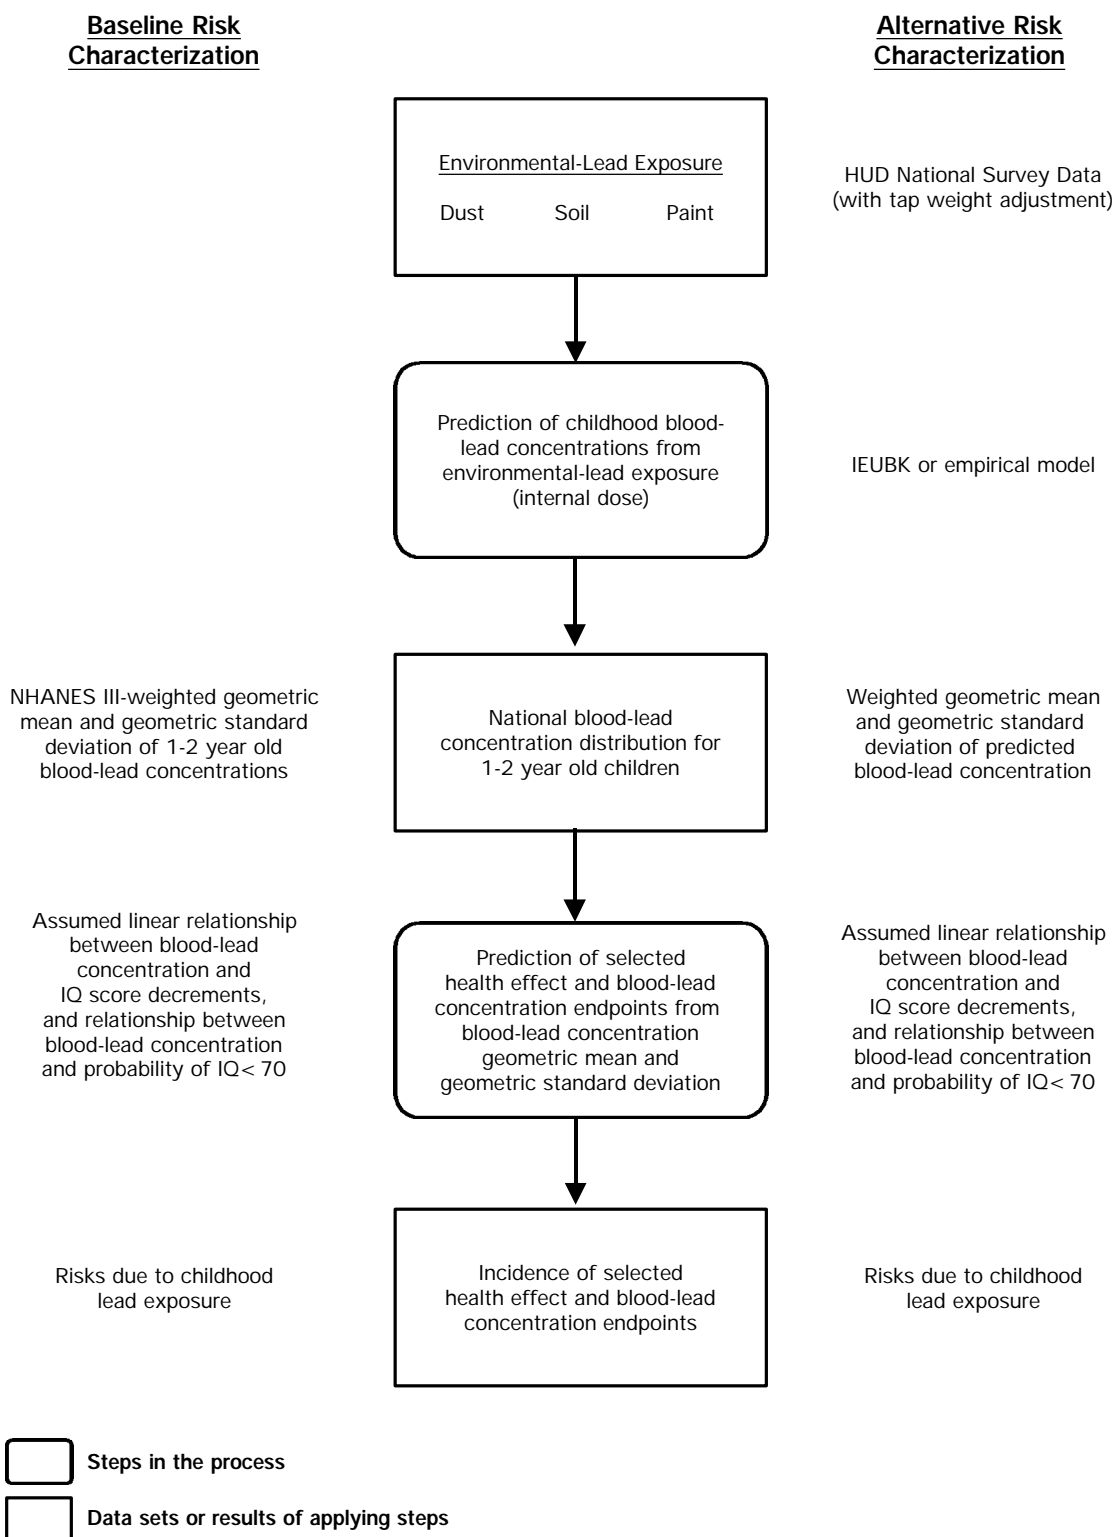 Baseline Risk
Characterization
Alternative Risk
Characterization
Environmental-Lead Exposure
Dust Soil Paint
HUD National Survey Data
(with tap weight adjustment)
Prediction of childhood blood-
lead concentrations from
environmental-lead exposure
(internal dose)
IEUBK or empirical model
NHANES III-weighted geometric
mean and geometric standard
deviation of 1-2 year old
blood-lead concentrations
National blood-lead
concentration distribution for
1-2 year old children
Weighted geometric mean
and geometric standard
deviation of predicted
blood-lead concentration
Assumed linear relationship
between blood-lead
concentration and
IQ score decrements,
and relationship between
blood-lead concentration
and probability of IQ< 70
Prediction of selected
health effect and blood-lead
concentration endpoints from
blood-lead concentration
geometric mean and
geometric standard deviation
Assumed linear relationship
between blood-lead
concentration and
IQ score decrements,
and relationship between
blood-lead concentration
and probability of IQ< 70
Risks due to childhood
lead exposure
Incidence of selected
health effect and blood-lead
concentration endpoints
Risks due to childhood
lead exposure
Steps in the process
Data sets or results of applying steps